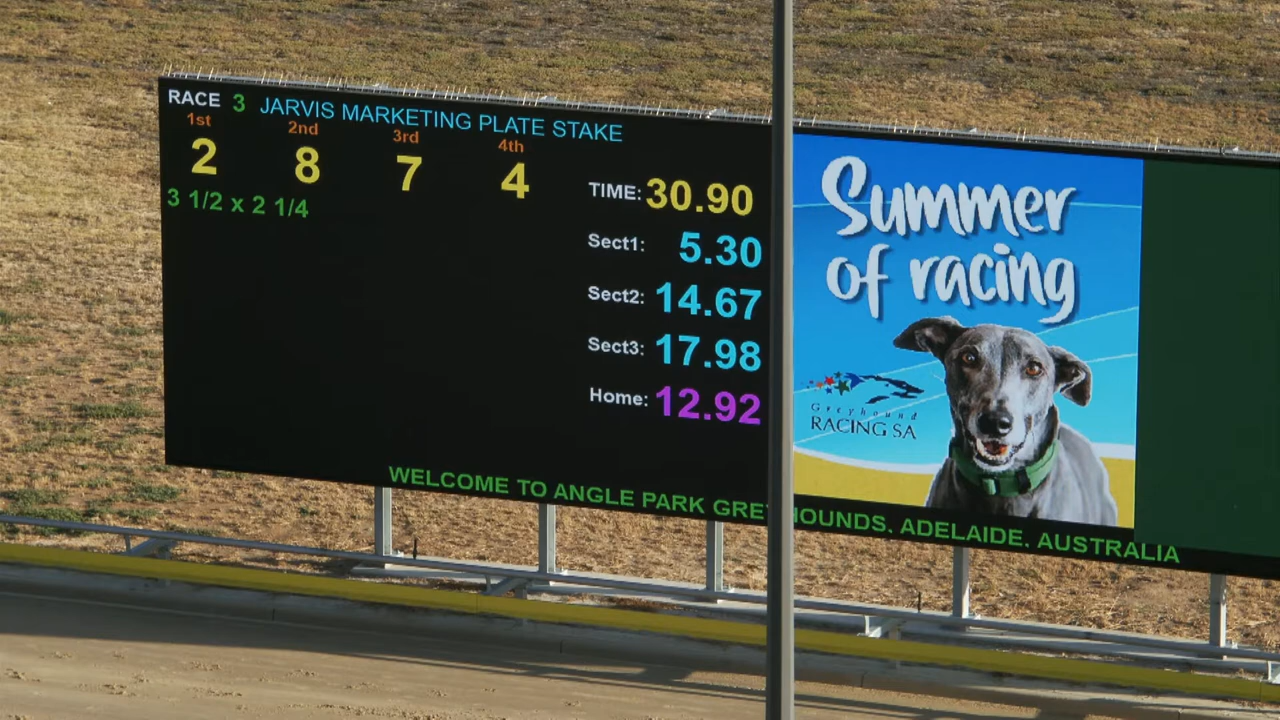 RACE 3 JARVIS MARKETING PLATE STAKE
1st 2nd 3rd 4th
2 8 7 4
3 1/2 x 2 1/4
TIME: 30.90
Sect1: 5.30
Sect2: 14.67
Sect3: 17.98
Home: 12.92
Summer
of racing
Greyhound
RACING SA
WELCOME TO ANGLE PARK GREYHOUNDS. ADELAIDE. AUSTRALIA